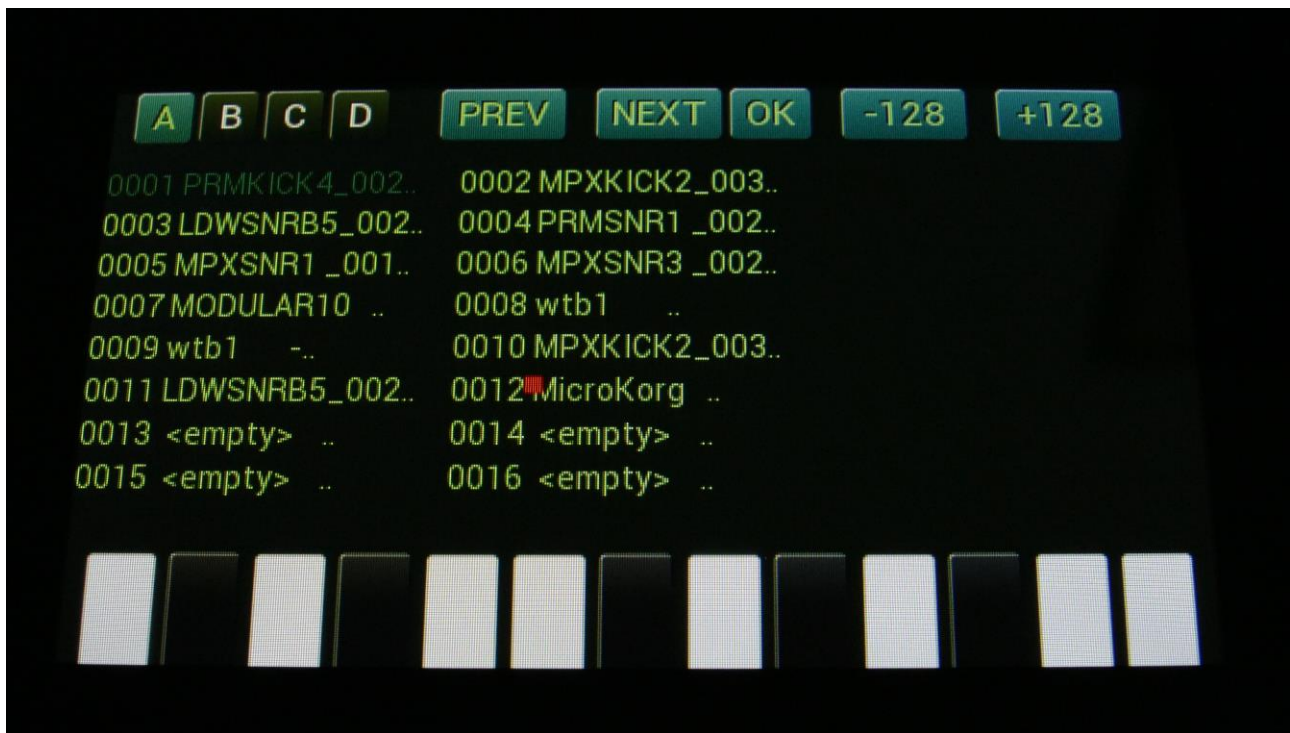 A B C D PREV NEXT OK -128 +128
0001 PRMKICK4_002.. 0002 MPXKICK2_003..
0003 LDWSNRB5_002.. 0004 PRMSNR1 _002..
0005 MPXSNR1 _001.. 0006 MPXSNR3 _002..
0007 MODULAR10 .. 0008 wtb1 ..
0009 wtb1 -.. 0010 MPXKICK2_003..
0011 LDWSNRB5_002.. 0012 MicroKorg ..
0013 <empty> .. 0014 <empty> ..
0015 <empty> .. 0016 <empty> ..